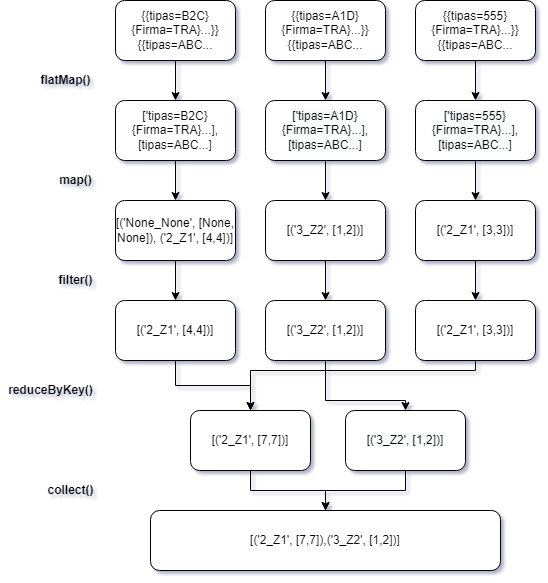 {{tipas=B2C}
{Firma=TRA}...}}
{{tipas=ABC...
{{tipas=A1D}
{Firma=TRA}...}}
{{tipas=ABC...
{{tipas=555}
{Firma=TRA}...}}
{{tipas=ABC...
flatMap()
['tipas=B2C}
{Firma=TRA}...],
[tipas=ABC...]
['tipas=A1D}
{Firma=TRA}...],
[tipas=ABC...]
['tipas=555}
{Firma=TRA}...],
[tipas=ABC...]
map()
[('None_None', [None,
None]), ('2_Z1', [4,4])]
[('3_Z2', [1,2])]
[('2_Z1', [3,3])]
filter()
[('2_Z1', [4,4])]
[('3_Z2', [1,2])]
[('2_Z1', [3,3])]
reduceByKey()
[('2_Z1', [7,7])]
[('3_Z2', [1,2])]
collect()
[('2_Z1', [7,7]),('3_Z2', [1,2])]